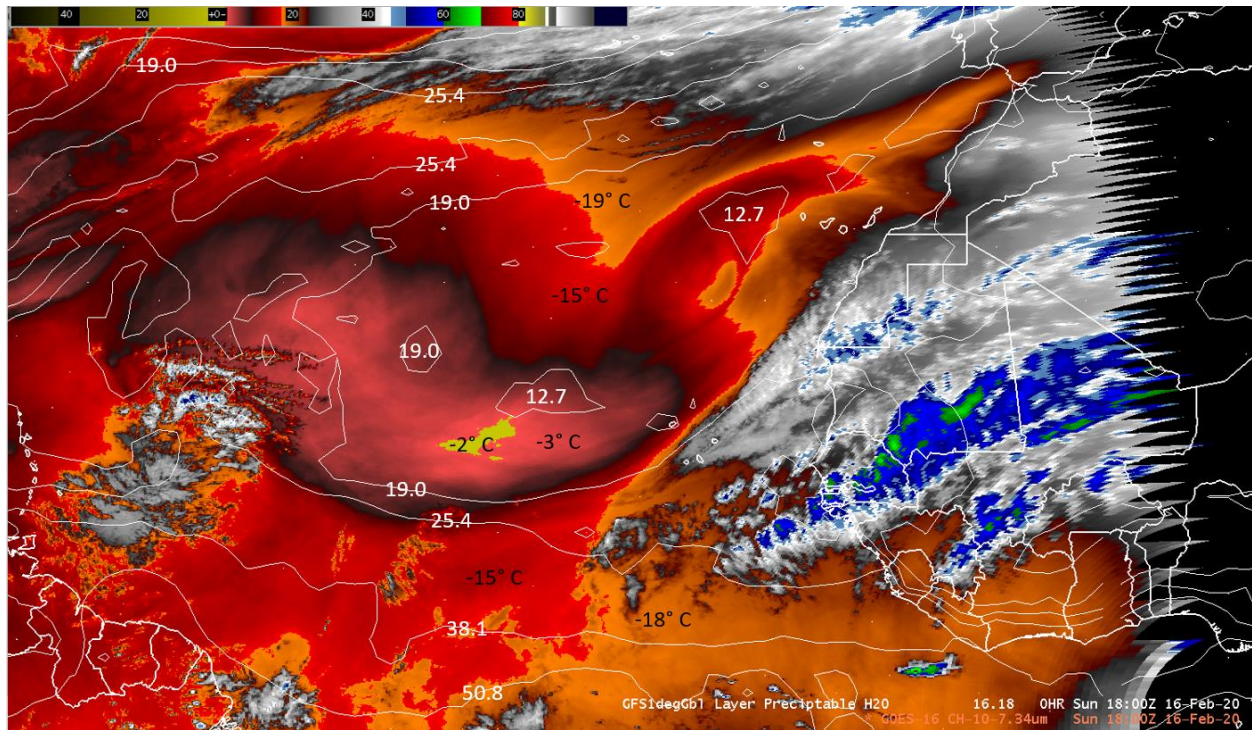 40 20 +0- 20 40 60 80
19.0
25.4
25.4
19.0
-19° C
12.7
-15° C
19.0
12.7
-2° C -3° C
19.0
25.4
-15° C
-18° C
38.1
50.8
GFS1degGbl Layer Preciptable H2O 16.18 0HR Sun 18:00Z 16-Feb-20
* GOES-16 CH-10-7.34um Sun 18:00Z 16-Feb-20